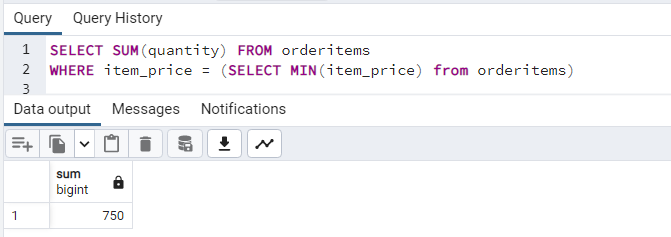 Query Query History
1 SELECT SUM(quantity) FROM orderitems
2 WHERE item_price = (SELECT MIN(item_price) from orderitems)
3
Data output Messages Notifications
sum
bigint
1 750